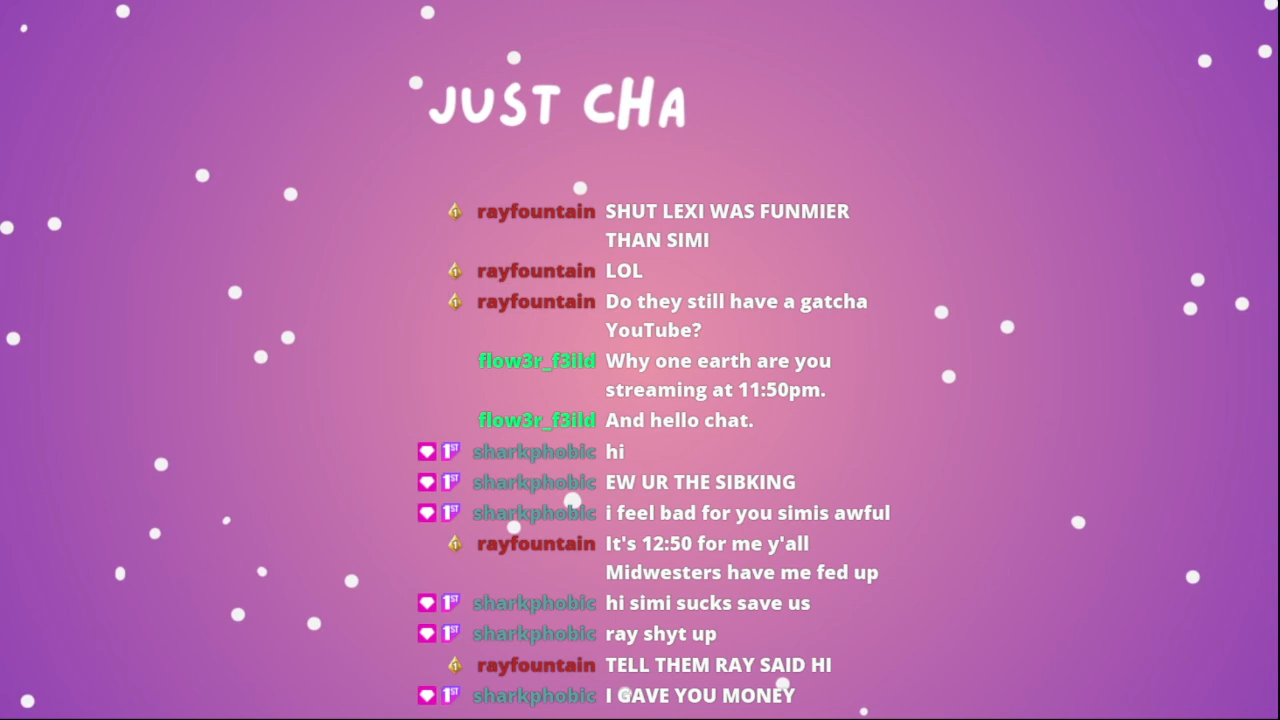 JUST CHA
rayfountain SHUT LEXI WAS FUNMIER
THAN SIMI
rayfountain LOL
rayfountain Do they still have a gatcha
YouTube?
flow3r_f3ild Why one earth are you
streaming at 11:50pm.
flow3r_f3ild And hello chat.
1ST sharkphobic hi
1ST sharkphobic EW UR THE SIBKING
1ST sharkphobic i feel bad for you simis awful
rayfountain It's 12:50 for me y'all
Midwesters have me fed up
1ST sharkphobic hi simi sucks save us
1ST sharkphobic ray shyt up
rayfountain TELL THEM RAY SAID HI
1ST sharkphobic I GAVE YOU MONEY